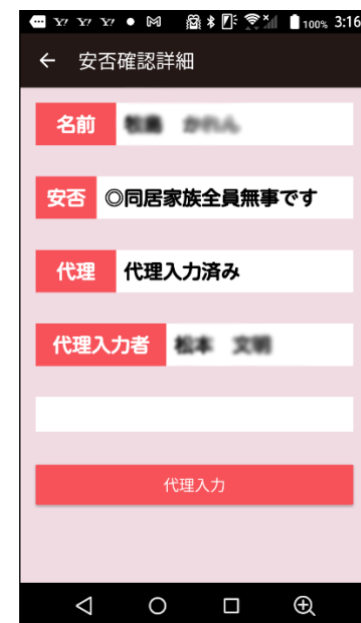 100% 3:16
安否確認詳細
名前
安否 ◎同居家族全員無事です
代理 代理入力済み
代理入力者
代理入力